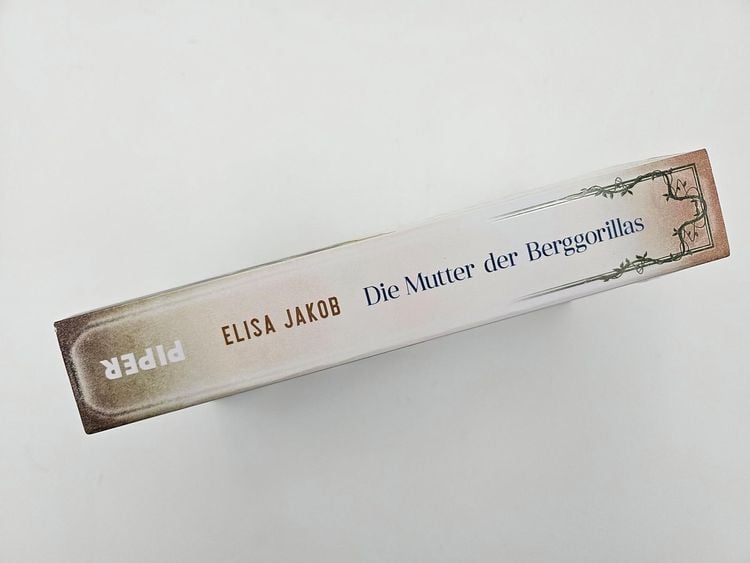 PIPER
ELISA JAKOB
Die Mutter der Berggorillas